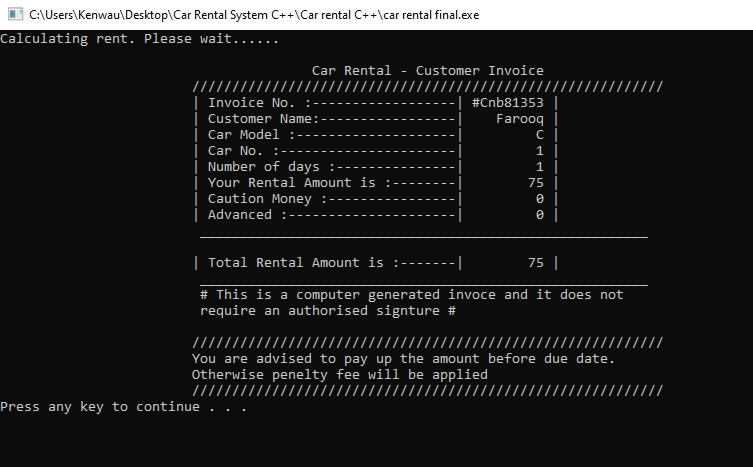 C:\Users\Kenwau\Desktop\Car Rental System C++\Car rental C++\car rental final.exe
Calculating rent. Please wait......
Car Rental - Customer Invoice
///////////////////////////////////////////////////////////
| Invoice No. :------------------| #Cnb81353 |
| Customer Name:-----------------| Farooq |
| Car Model :--------------------| C |
| Car No. :----------------------| 1 |
| Number of days :---------------| 1 |
| Your Rental Amount is :--------| 75 |
| Caution Money :----------------| 0 |
| Advanced :---------------------| 0 |
________________________________________________________
| Total Rental Amount is :-------| 75 |
________________________________________________________
# This is a computer generated invoce and it does not
require an authorised signture #
///////////////////////////////////////////////////////////
You are advised to pay up the amount before due date.
Otherwise penelty fee will be applied
///////////////////////////////////////////////////////////
Press any key to continue . . .